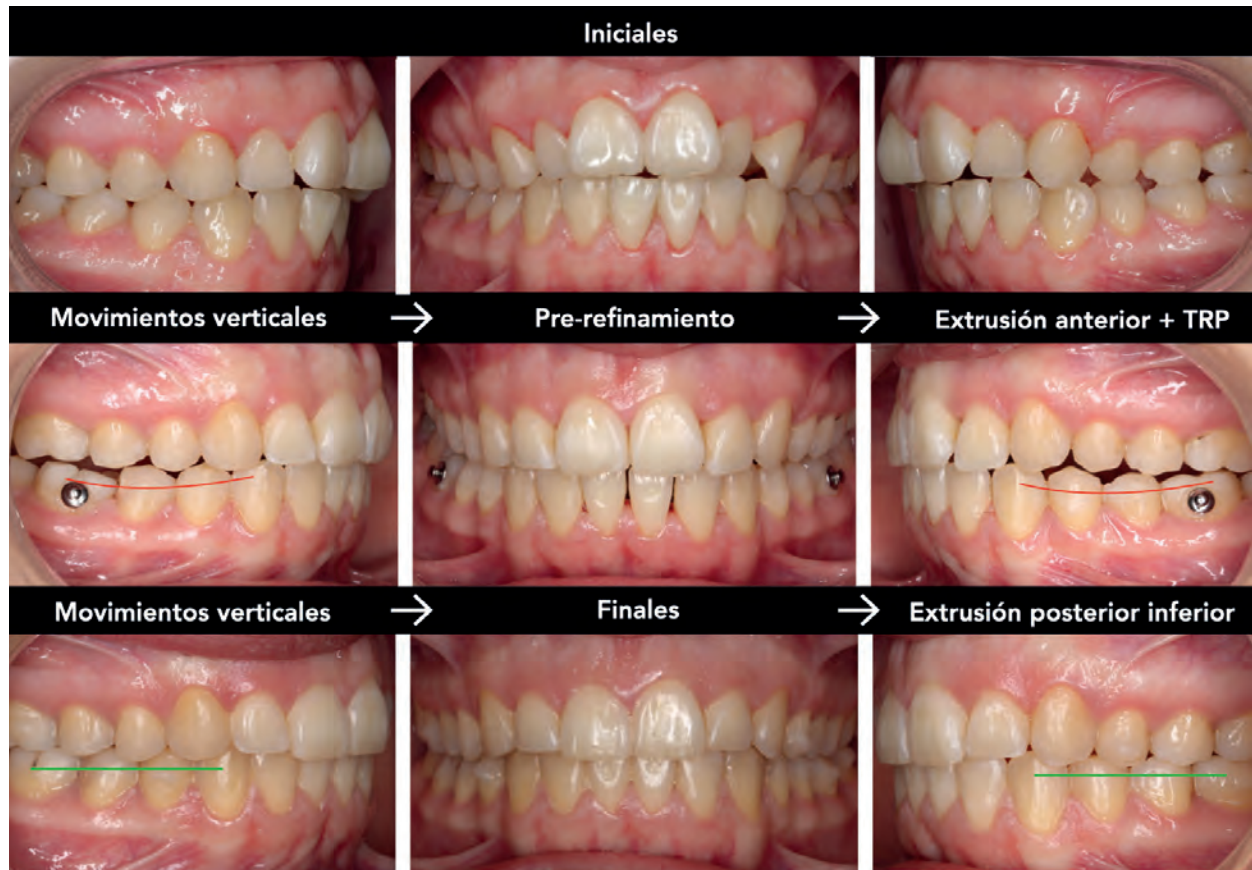 Iniciales
Movimientos verticales → Pre-refinamiento → Extrusión anterior + TRP
Movimientos verticales → Finales → Extrusión posterior inferior